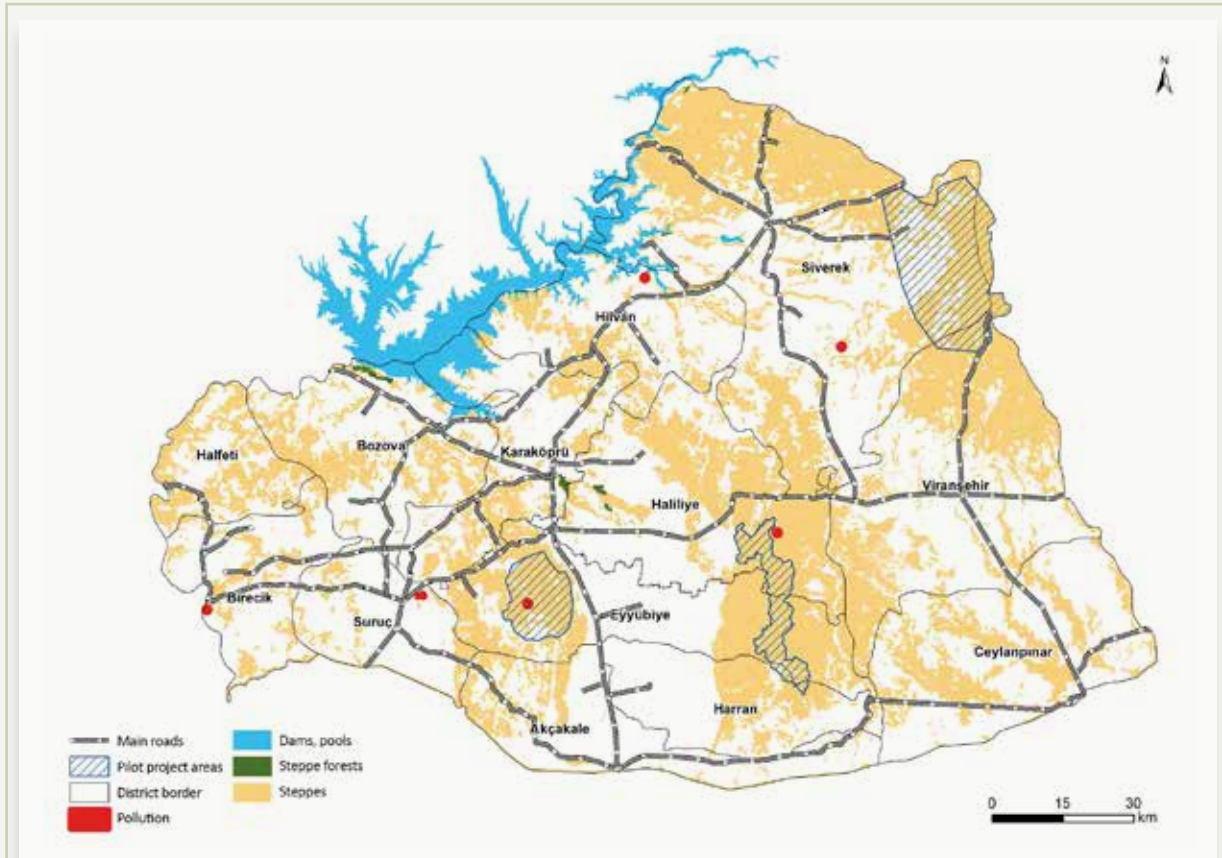 N
Siverek
Hilvan
Halfeti
Bozova
Karaköprü
Haliliye
Viranşehir
Birecik
Suruç
Eyyübiye
Ceylanpınar
Harran
Akçakale
Main roads
Pilot project areas
District border
Pollution
Dams, pools
Steppe forests
Steppes
0 15 30
km